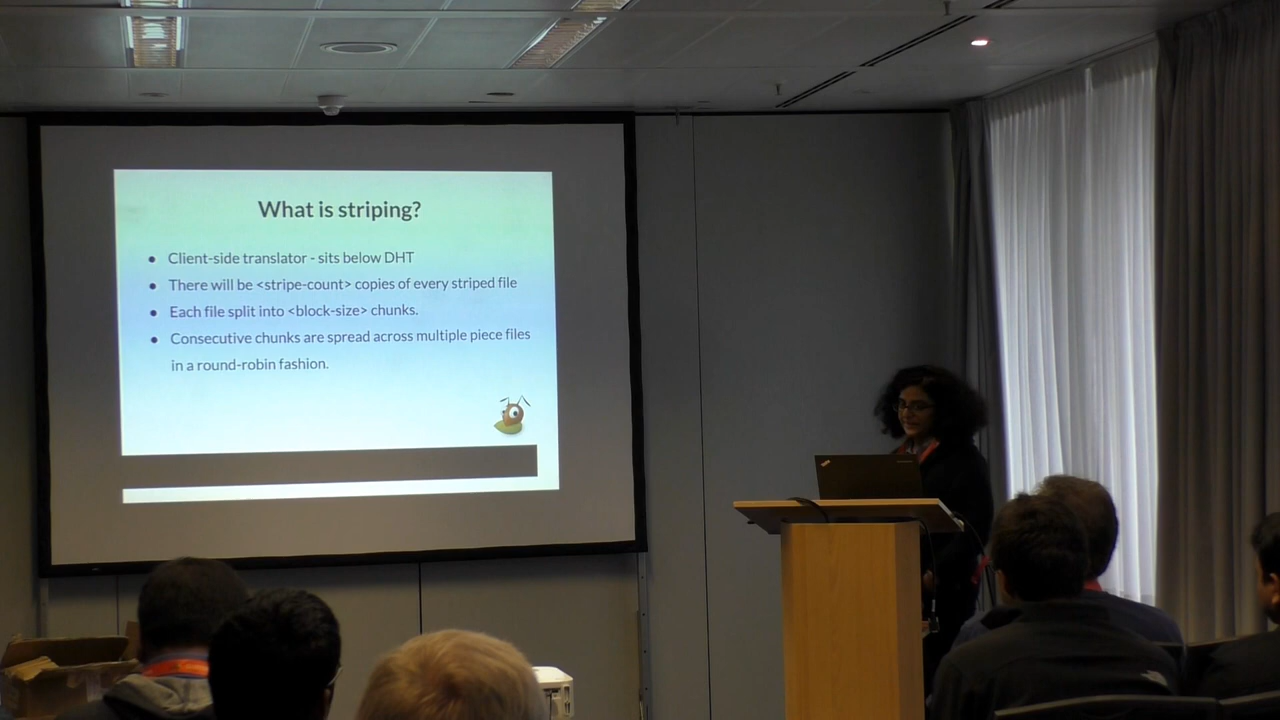 What is striping?
● Client-side translator - sits below DHT
● There will be <stripe-count> copies of every striped file
● Each file split into <block-size> chunks.
● Consecutive chunks are spread across multiple piece files
in a round-robin fashion.